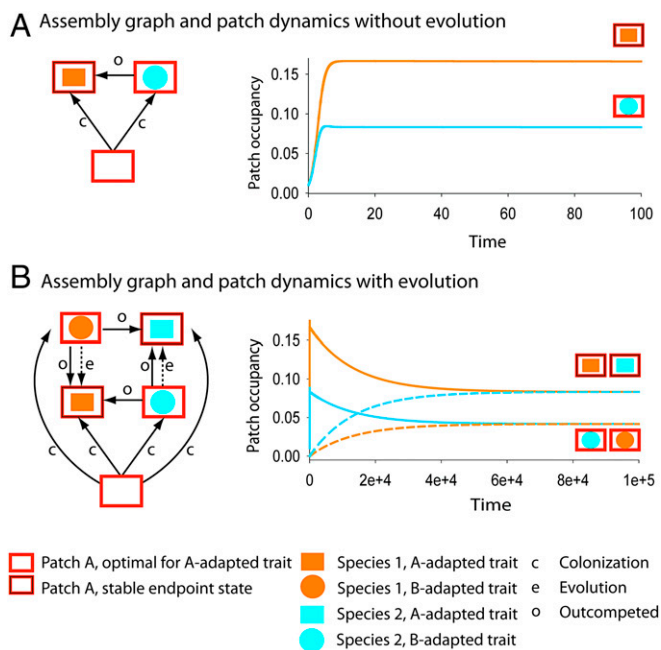 A Assembly graph and patch dynamics without evolution
o
c c
Patch occupancy
0.15
0.10
0.05
0.00
0 20 40 60 80 100
Time
B Assembly graph and patch dynamics with evolution
o
o e o e
o
c c c c
Patch occupancy
0.15
0.10
0.05
0.00
0 2e+4 4e+4 6e+4 8e+4 1e+5
Time
Patch A, optimal for A-adapted trait
Patch A, stable endpoint state
Species 1, A-adapted trait
Species 1, B-adapted trait
Species 2, A-adapted trait
Species 2, B-adapted trait
c Colonization
e Evolution
o Outcompeted